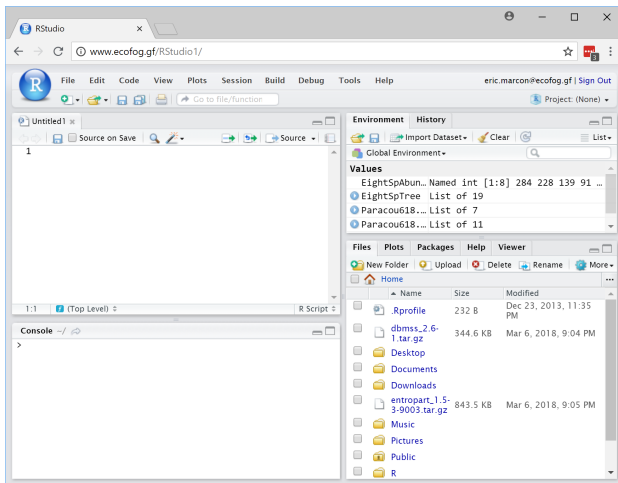 RStudio
www.ecofog.gf/RStudio1/
3
R
File Edit Code View Plots Session Build Debug Tools Help
eric.marcon@ecofog.gf | Sign Out
Go to file/function
Project: (None)
Untitled1
Source on Save
Source
1
1:1 (Top Level) R Script
Console ~/
>
Environment History
Import Dataset Clear List
Global Environment
Values
EightSpAbun… Named int [1:8] 284 228 139 91 …
EightSpTree List of 19
Paracou618.… List of 7
Paracou618.… List of 11
Files Plots Packages Help Viewer
New Folder Upload Delete Rename More
Home
Name Size Modified
.Rprofile 232 B Dec 23, 2013, 11:35
PM
dbmss_2.6-
1.tar.gz 344.6 KB Mar 6, 2018, 9:04 PM
Desktop
Documents
Downloads
entropart_1.5-
3-9003.tar.gz 843.5 KB Mar 6, 2018, 9:05 PM
Music
Pictures
Public
R